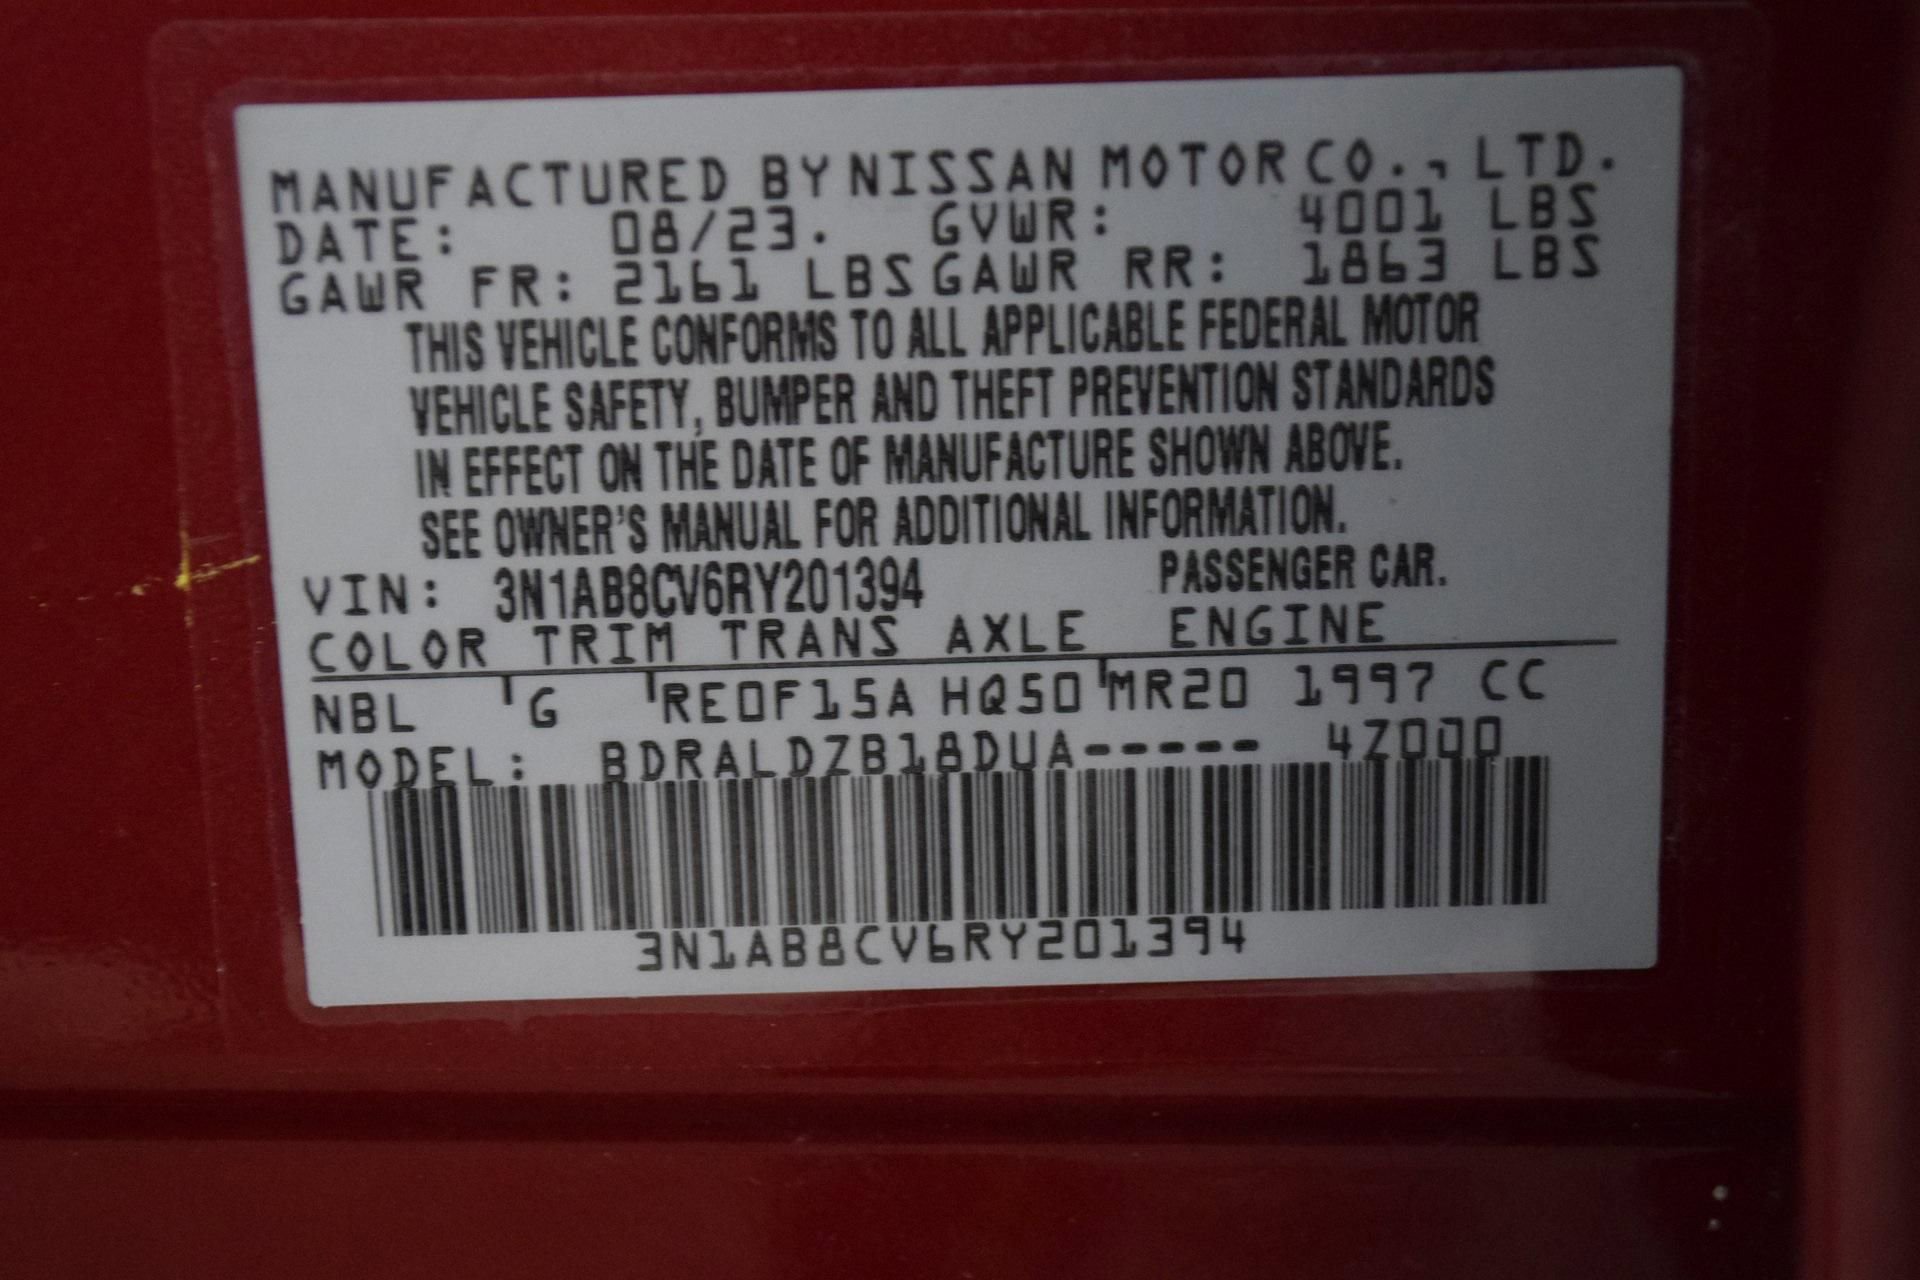 MANUFACTURED BY NISSAN MOTOR CO., LTD.
DATE: 08/23. GVWR: 4001 LBS
GAWR FR: 2161 LBS GAWR RR: 1863 LBS
THIS VEHICLE CONFORMS TO ALL APPLICABLE FEDERAL MOTOR
VEHICLE SAFETY, BUMPER AND THEFT PREVENTION STANDARDS
IN EFFECT ON THE DATE OF MANUFACTURE SHOWN ABOVE.
SEE OWNER'S MANUAL FOR ADDITIONAL INFORMATION.
VIN: 3N1AB8CV6RY201394 PASSENGER CAR.
COLOR TRIM TRANS AXLE ENGINE
NBL G RE0F15A HQ50 MR20 1997 CC
MODEL: BDRALDZB18DUA----- 4Z000
3N1AB8CV6RY201394